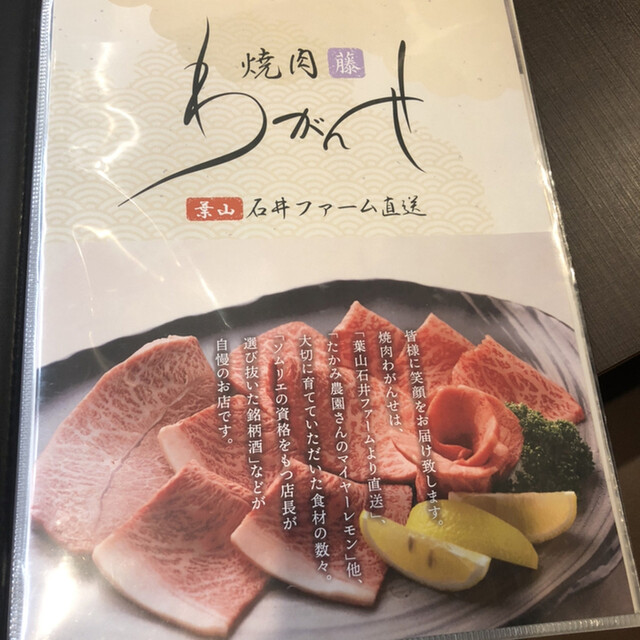 焼肉 藤
わがんせ
葉山 石井ファーム直送
皆様に笑顔をお届け致します。
焼肉わがんせは、
「葉山石井ファームより直送」、
「たかみ農園さんのマイヤーレモン」他、
大切に育てていただいた食材の数々。
「ソムリエの資格をもつ店長が
選び抜いた銘柄酒」などが
自慢のお店です。